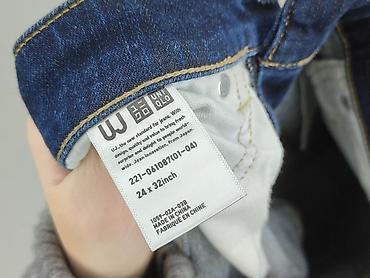 UJ
UNI
QLO
UJ, the new standard for jeans. With
design, quality and value to bring fresh
surprise and delight to people world-
wide. Jean Innovation, from Japan.
221-061087(01-04)
24 x 32inch
MADE IN CHINA
FABRIQUE EN CHINE